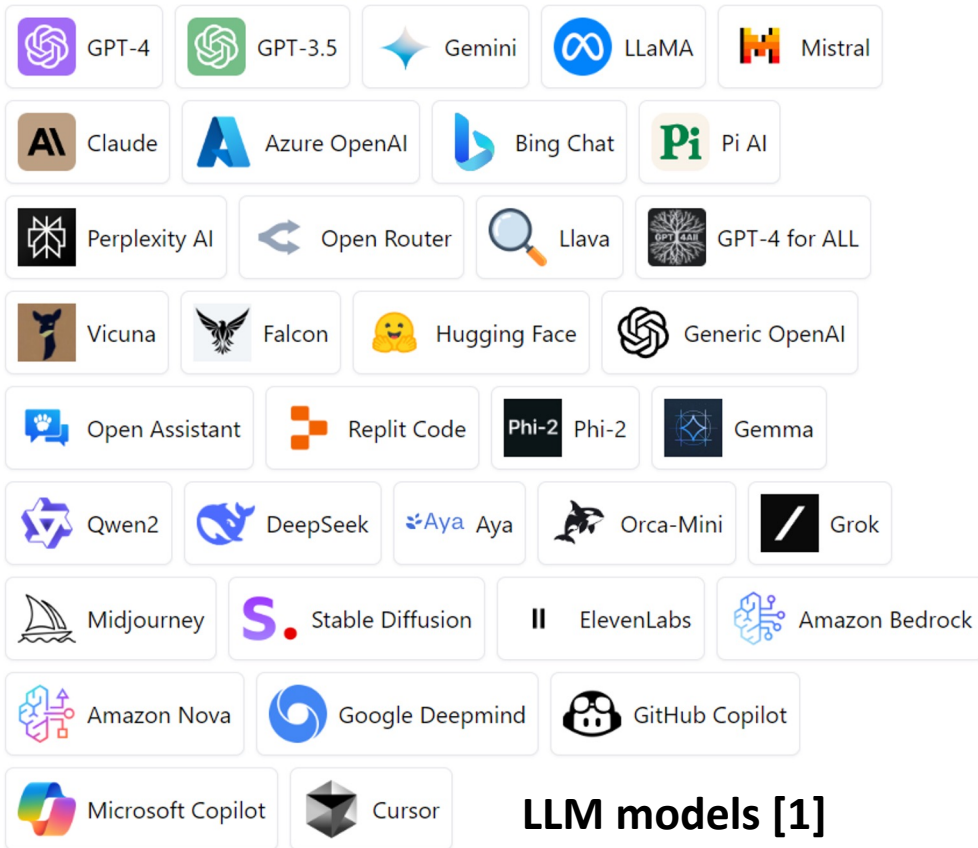 GPT-4 GPT-3.5 Gemini LLaMA Mistral
Claude Azure OpenAI Bing Chat Pi Pi AI
Perplexity AI Open Router Llava GPT4All GPT-4 for ALL
Vicuna Falcon Hugging Face Generic OpenAI
Open Assistant Replit Code Phi-2 Phi-2 Gemma
Qwen2 DeepSeek Aya Aya Orca-Mini Grok
Midjourney S. Stable Diffusion ElevenLabs Amazon Bedrock
Amazon Nova Google Deepmind GitHub Copilot
Microsoft Copilot Cursor LLM models [1]